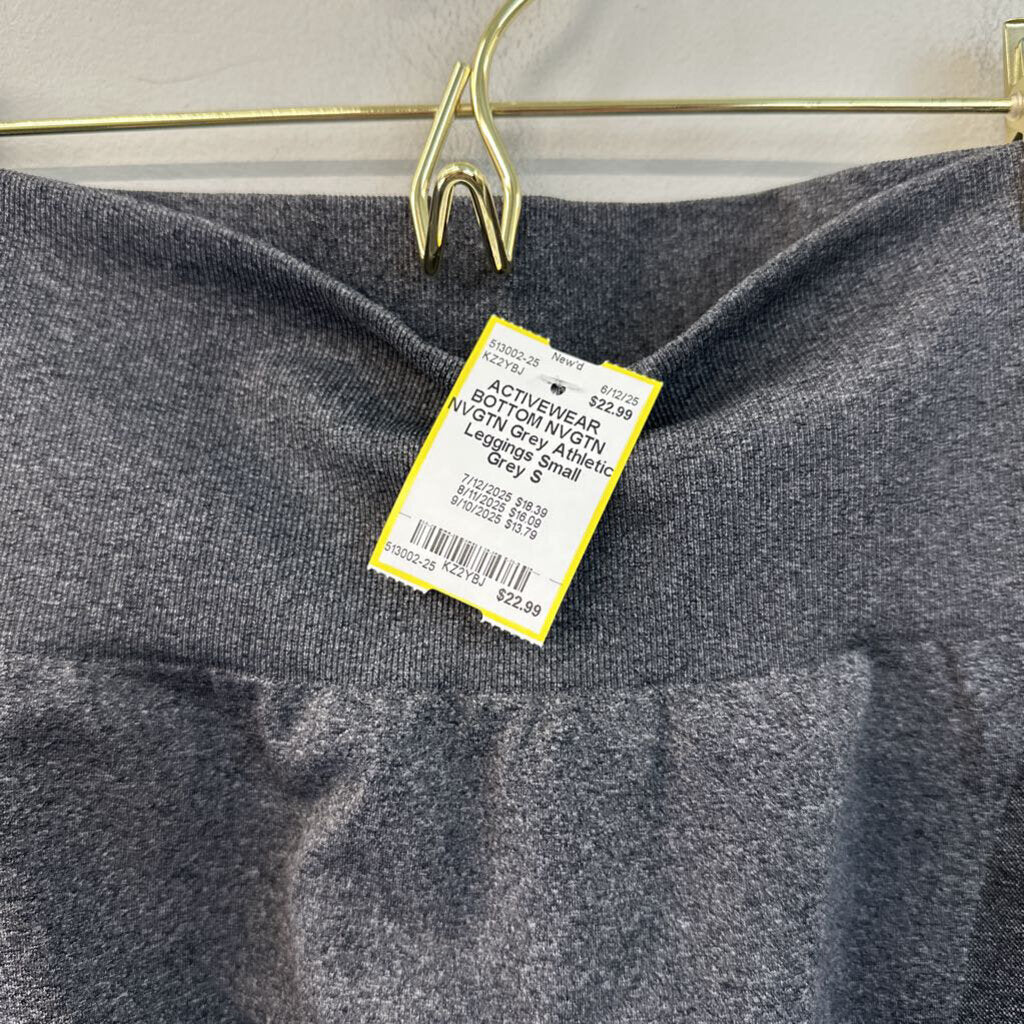 513002-25 New'd 6/12/25
KZ2YBJ $22.99
ACTIVEWEAR
BOTTOM NVGTN
NVGTN Grey Athletic
Leggings Small
Grey S
7/12/2025 $18.39
8/11/2025 $16.09
9/10/2025 $13.79
513002-25 KZ2YBJ
$22.99